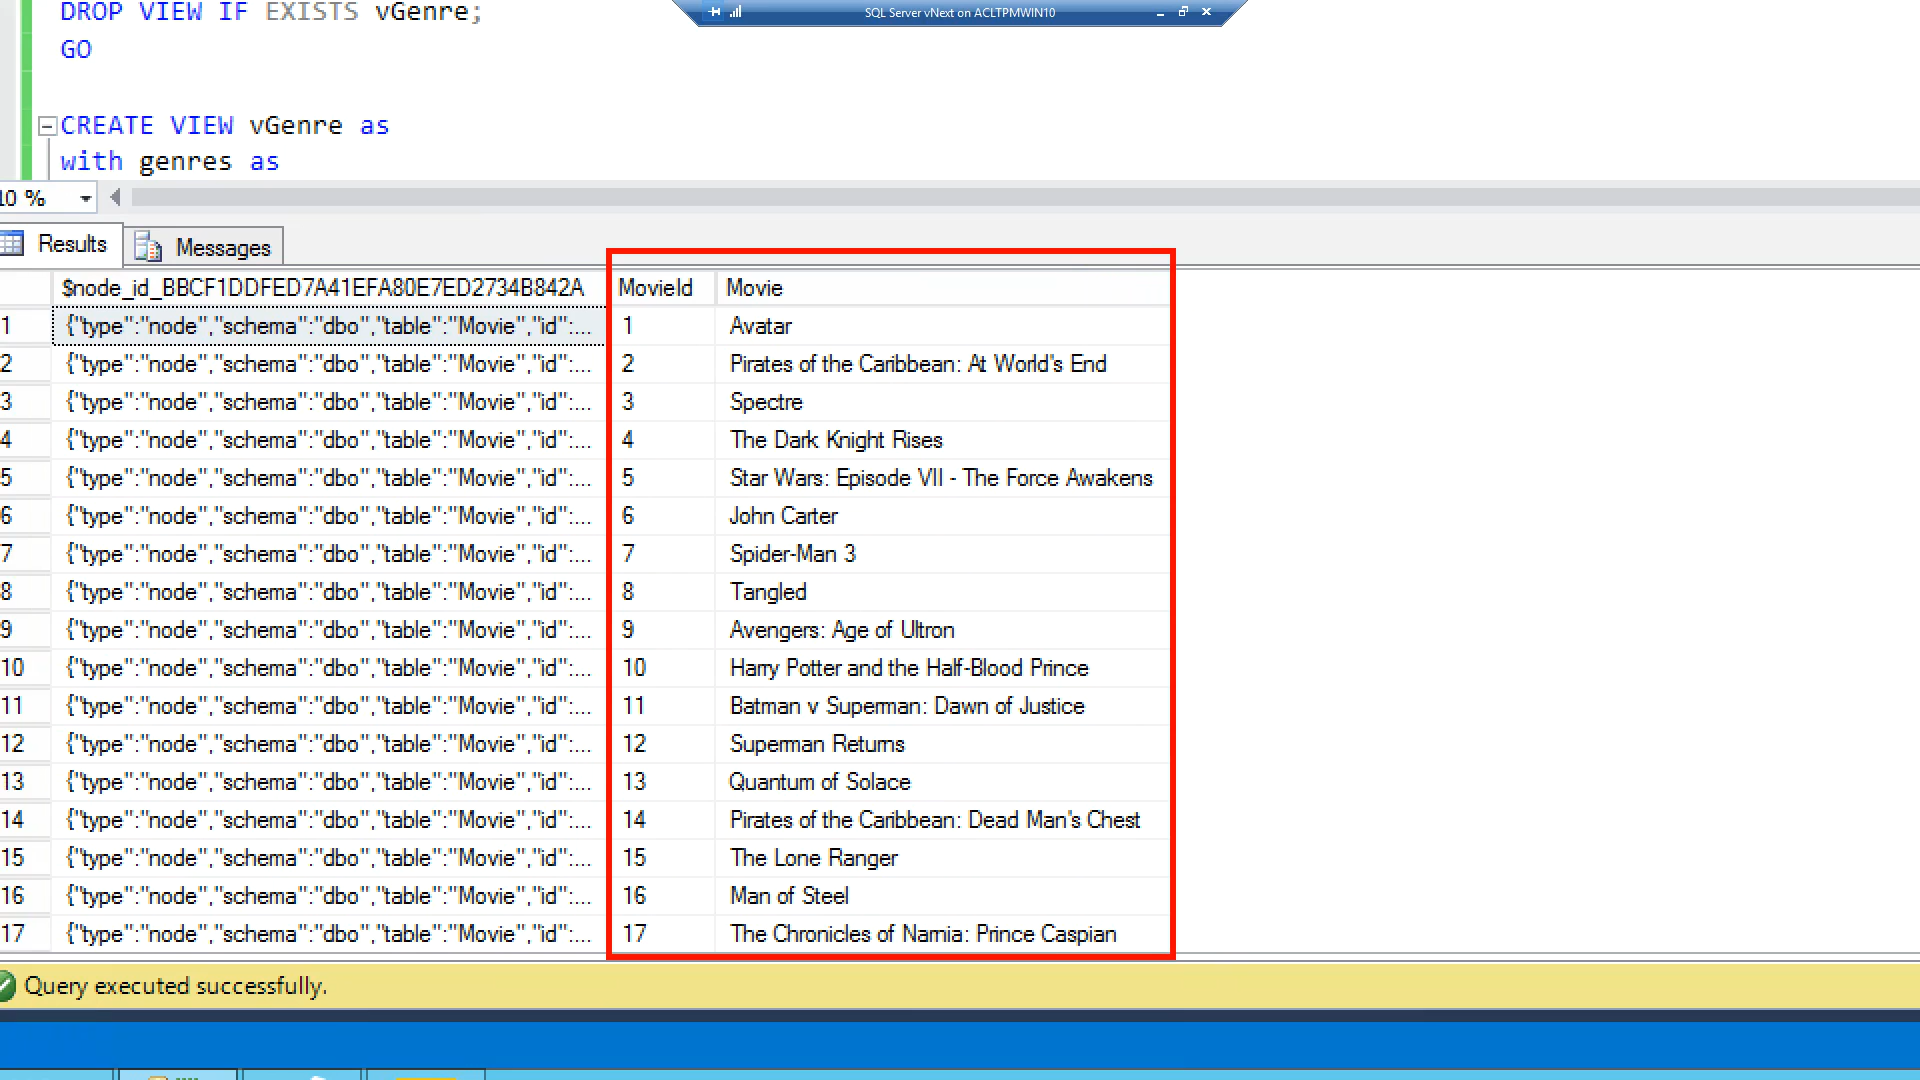 DROP VIEW IF EXISTS vGenre;
SQL Server vNext on ACLTPMWIN10
GO
CREATE VIEW vGenre as
with genres as
10 %
Results Messages
$node_id_BBCF1DDFED7A41EFA80E7ED2734B842A MovieId Movie
1 {"type":"node","schema":"dbo","table":"Movie","id":... 1 Avatar
2 {"type":"node","schema":"dbo","table":"Movie","id":... 2 Pirates of the Caribbean: At World's End
3 {"type":"node","schema":"dbo","table":"Movie","id":... 3 Spectre
4 {"type":"node","schema":"dbo","table":"Movie","id":... 4 The Dark Knight Rises
5 {"type":"node","schema":"dbo","table":"Movie","id":... 5 Star Wars: Episode VII - The Force Awakens
6 {"type":"node","schema":"dbo","table":"Movie","id":... 6 John Carter
7 {"type":"node","schema":"dbo","table":"Movie","id":... 7 Spider-Man 3
8 {"type":"node","schema":"dbo","table":"Movie","id":... 8 Tangled
9 {"type":"node","schema":"dbo","table":"Movie","id":... 9 Avengers: Age of Ultron
10 {"type":"node","schema":"dbo","table":"Movie","id":... 10 Harry Potter and the Half-Blood Prince
11 {"type":"node","schema":"dbo","table":"Movie","id":... 11 Batman v Superman: Dawn of Justice
12 {"type":"node","schema":"dbo","table":"Movie","id":... 12 Superman Returns
13 {"type":"node","schema":"dbo","table":"Movie","id":... 13 Quantum of Solace
14 {"type":"node","schema":"dbo","table":"Movie","id":... 14 Pirates of the Caribbean: Dead Man's Chest
15 {"type":"node","schema":"dbo","table":"Movie","id":... 15 The Lone Ranger
16 {"type":"node","schema":"dbo","table":"Movie","id":... 16 Man of Steel
17 {"type":"node","schema":"dbo","table":"Movie","id":... 17 The Chronicles of Narnia: Prince Caspian
Query executed successfully.